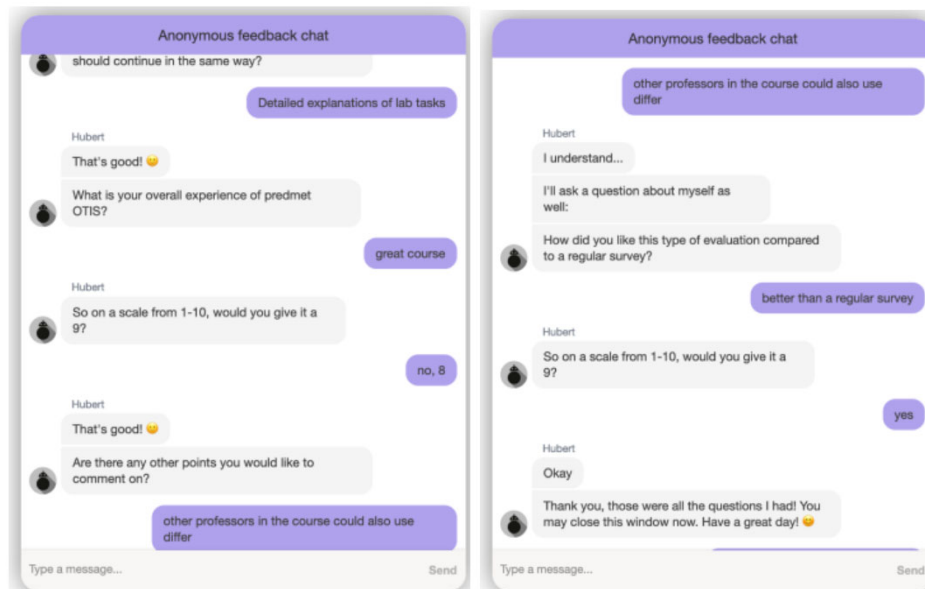 Anonymous feedback chat
should continue in the same way?
Detailed explanations of lab tasks
Hubert
That's good! 😊
What is your overall experience of predmet
OTIS?
great course
Hubert
So on a scale from 1-10, would you give it a
9?
no, 8
Hubert
That's good! 😊
Are there any other points you would like to
comment on?
other professors in the course could also use
differ
Type a message...
Send
Anonymous feedback chat
other professors in the course could also use
differ
Hubert
I understand...
I'll ask a question about myself as
well:
How did you like this type of evaluation compared
to a regular survey?
better than a regular survey
Hubert
So on a scale from 1-10, would you give it a
9?
yes
Hubert
Okay
Thank you, those were all the questions I had! You
may close this window now. Have a great day! 😊
Type a message...
Send